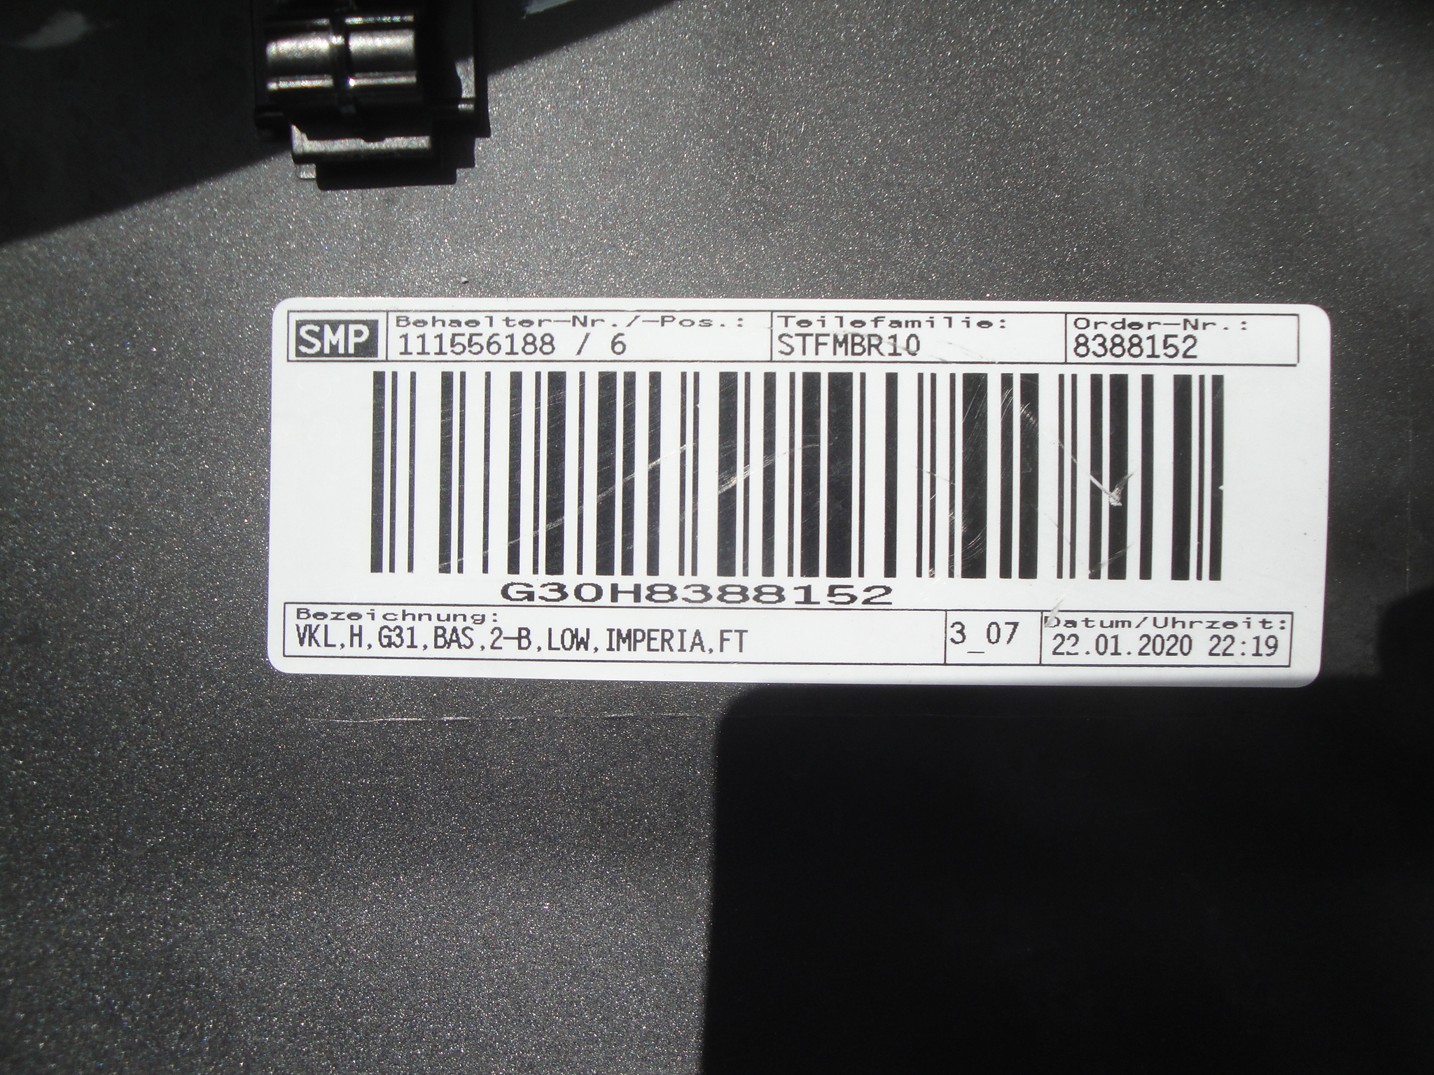 SMP
Behaelter-Nr./-Pos.:
111556188 / 6
Teilefamilie:
STFMBR10
Order-Nr.:
8388152
G30H8388152
Bezeichnung:
VKL,H,G31,BAS,2-B,LOW,IMPERIA,FT
3_07
Datum/Uhrzeit:
22.01.2020 22:19